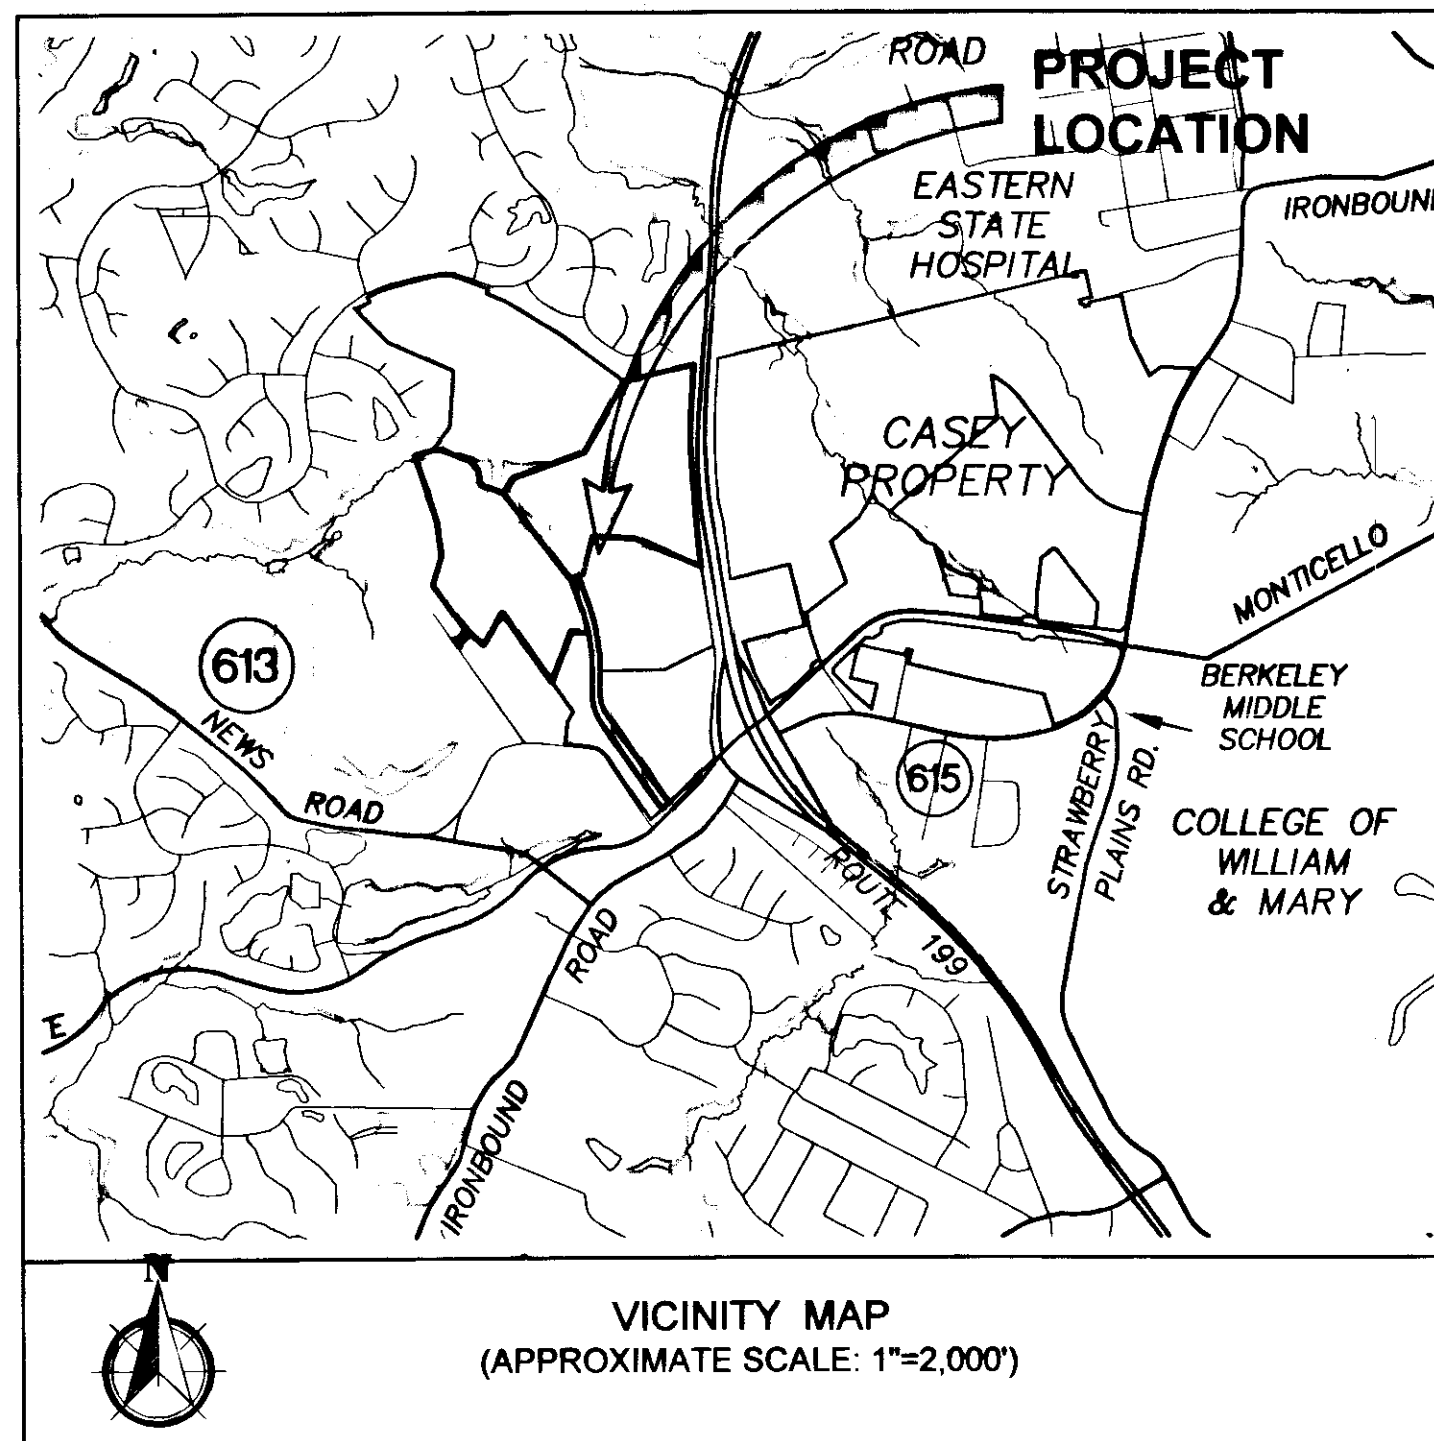 ROAD
PROJECT
LOCATION
EASTERN
STATE
HOSPITAL
IRONBOUN
CASEY
PROPERTY
MONTICELLO
613
NEWS
ROAD
BERKELEY
MIDDLE
SCHOOL
615
STRAWBERRY
PLAINS RD.
COLLEGE OF
WILLIAM
& MARY
ROUTE
199
ROAD
IRONBOUND
E
N
VICINITY MAP
(APPROXIMATE SCALE: 1"=2,000')